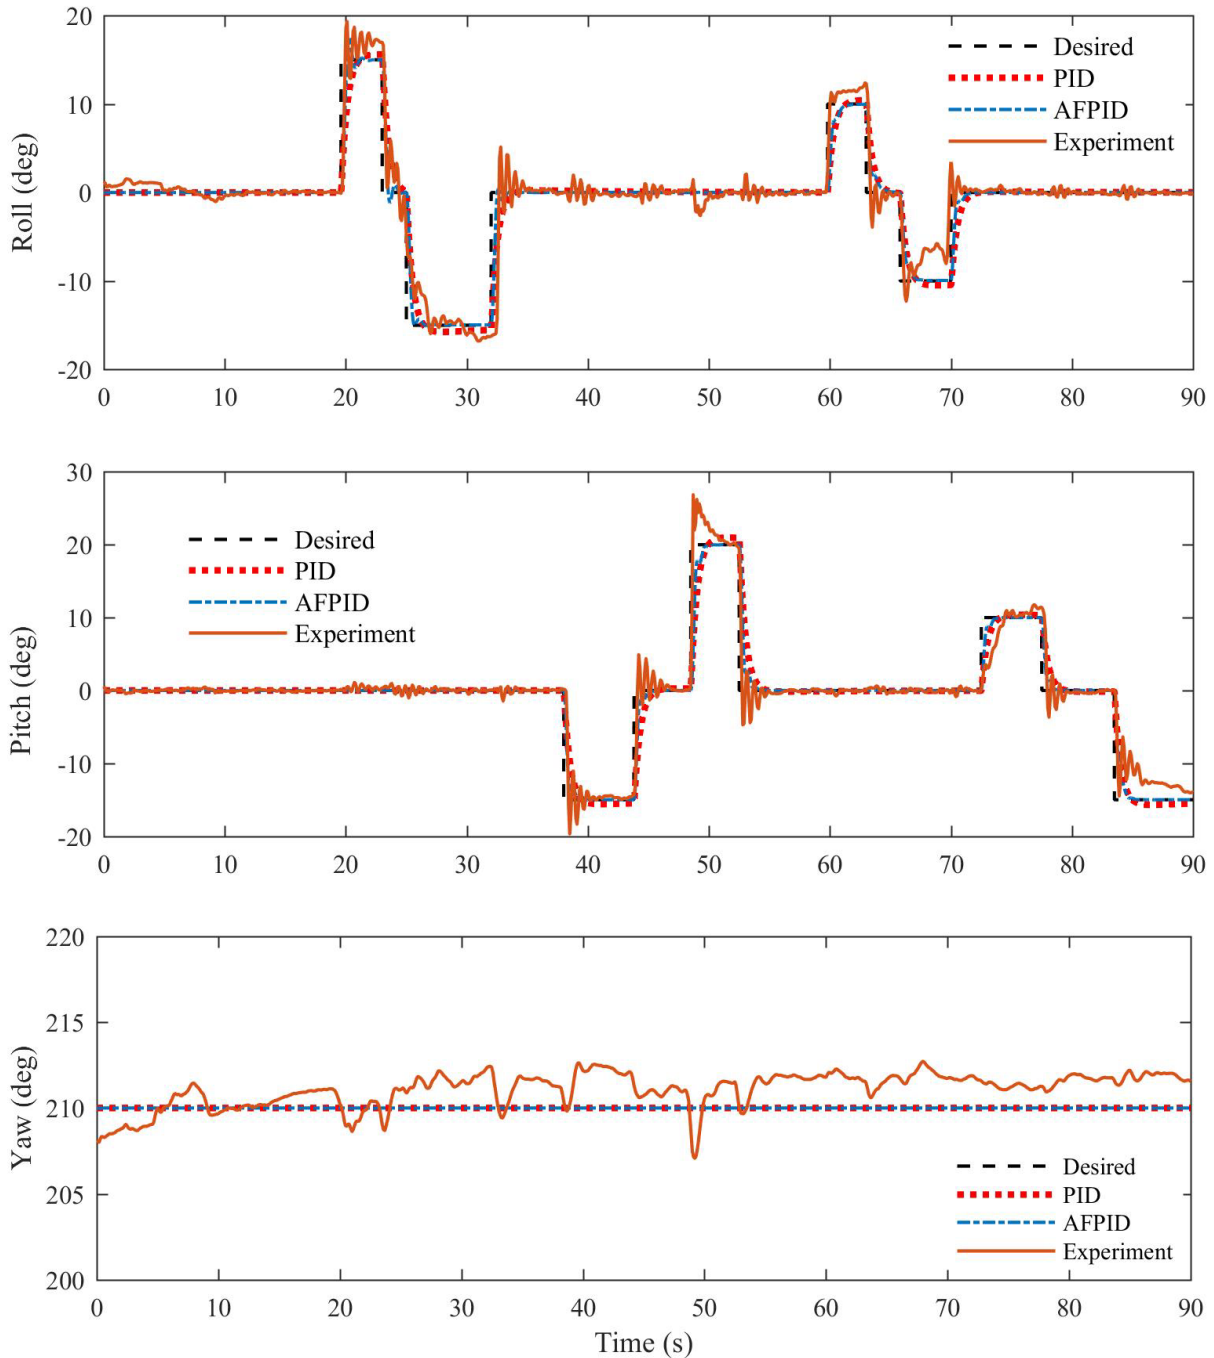 20
10
0
-10
-20
Roll (deg)
Desired
PID
AFPID
Experiment
0 10 20 30 40 50 60 70 80 90
30
20
10
0
-10
-20
Pitch (deg)
Desired
PID
AFPID
Experiment
0 10 20 30 40 50 60 70 80 90
220
215
210
205
200
Yaw (deg)
Desired
PID
AFPID
Experiment
0 10 20 30 40 50 60 70 80 90
Time (s)